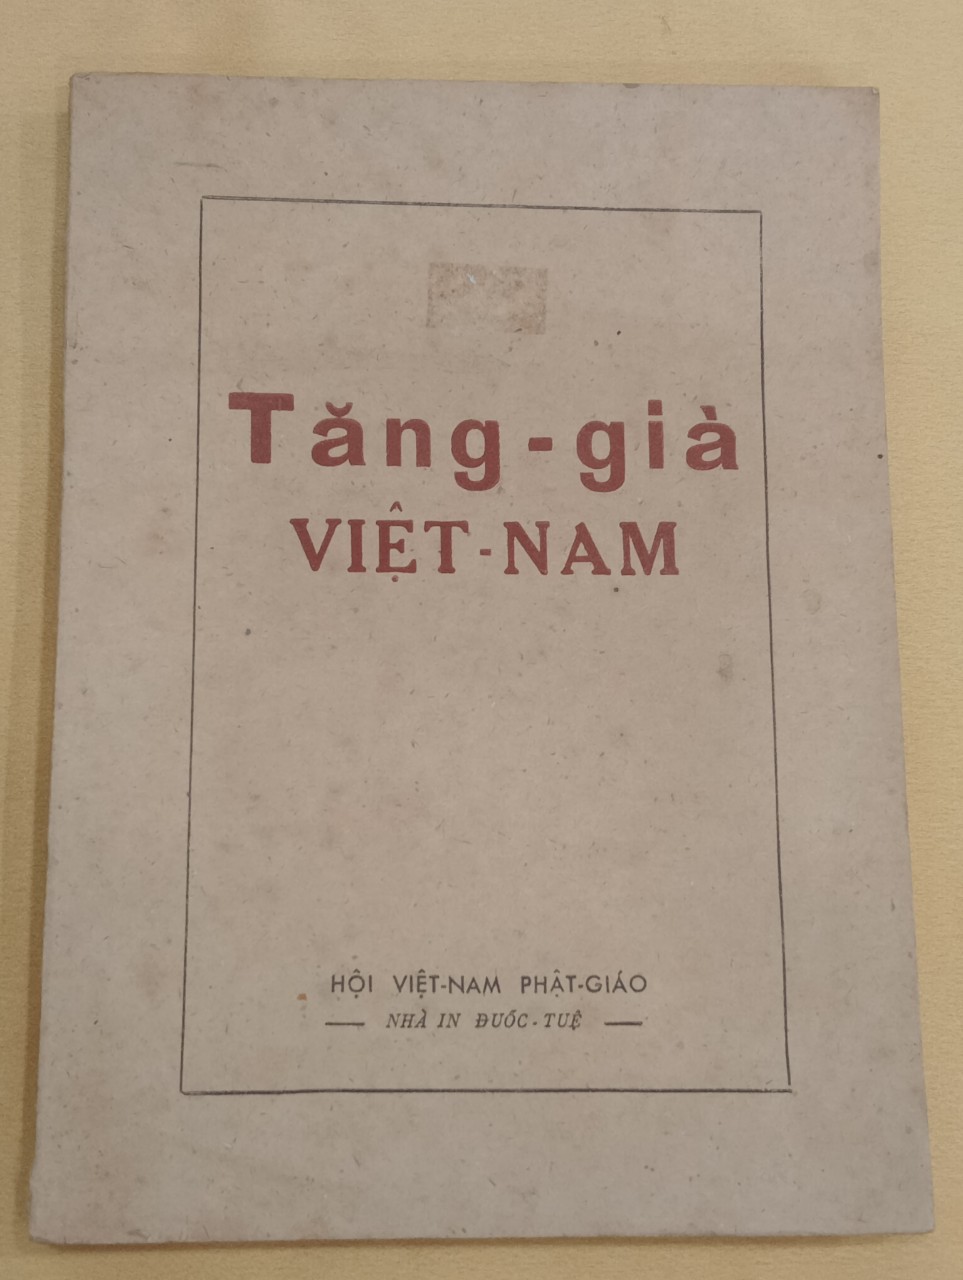 Tăng-già
VIỆT-NAM
HỘI VIỆT-NAM PHẬT-GIÁO
NHÀ IN ĐUỐC-TUỆ